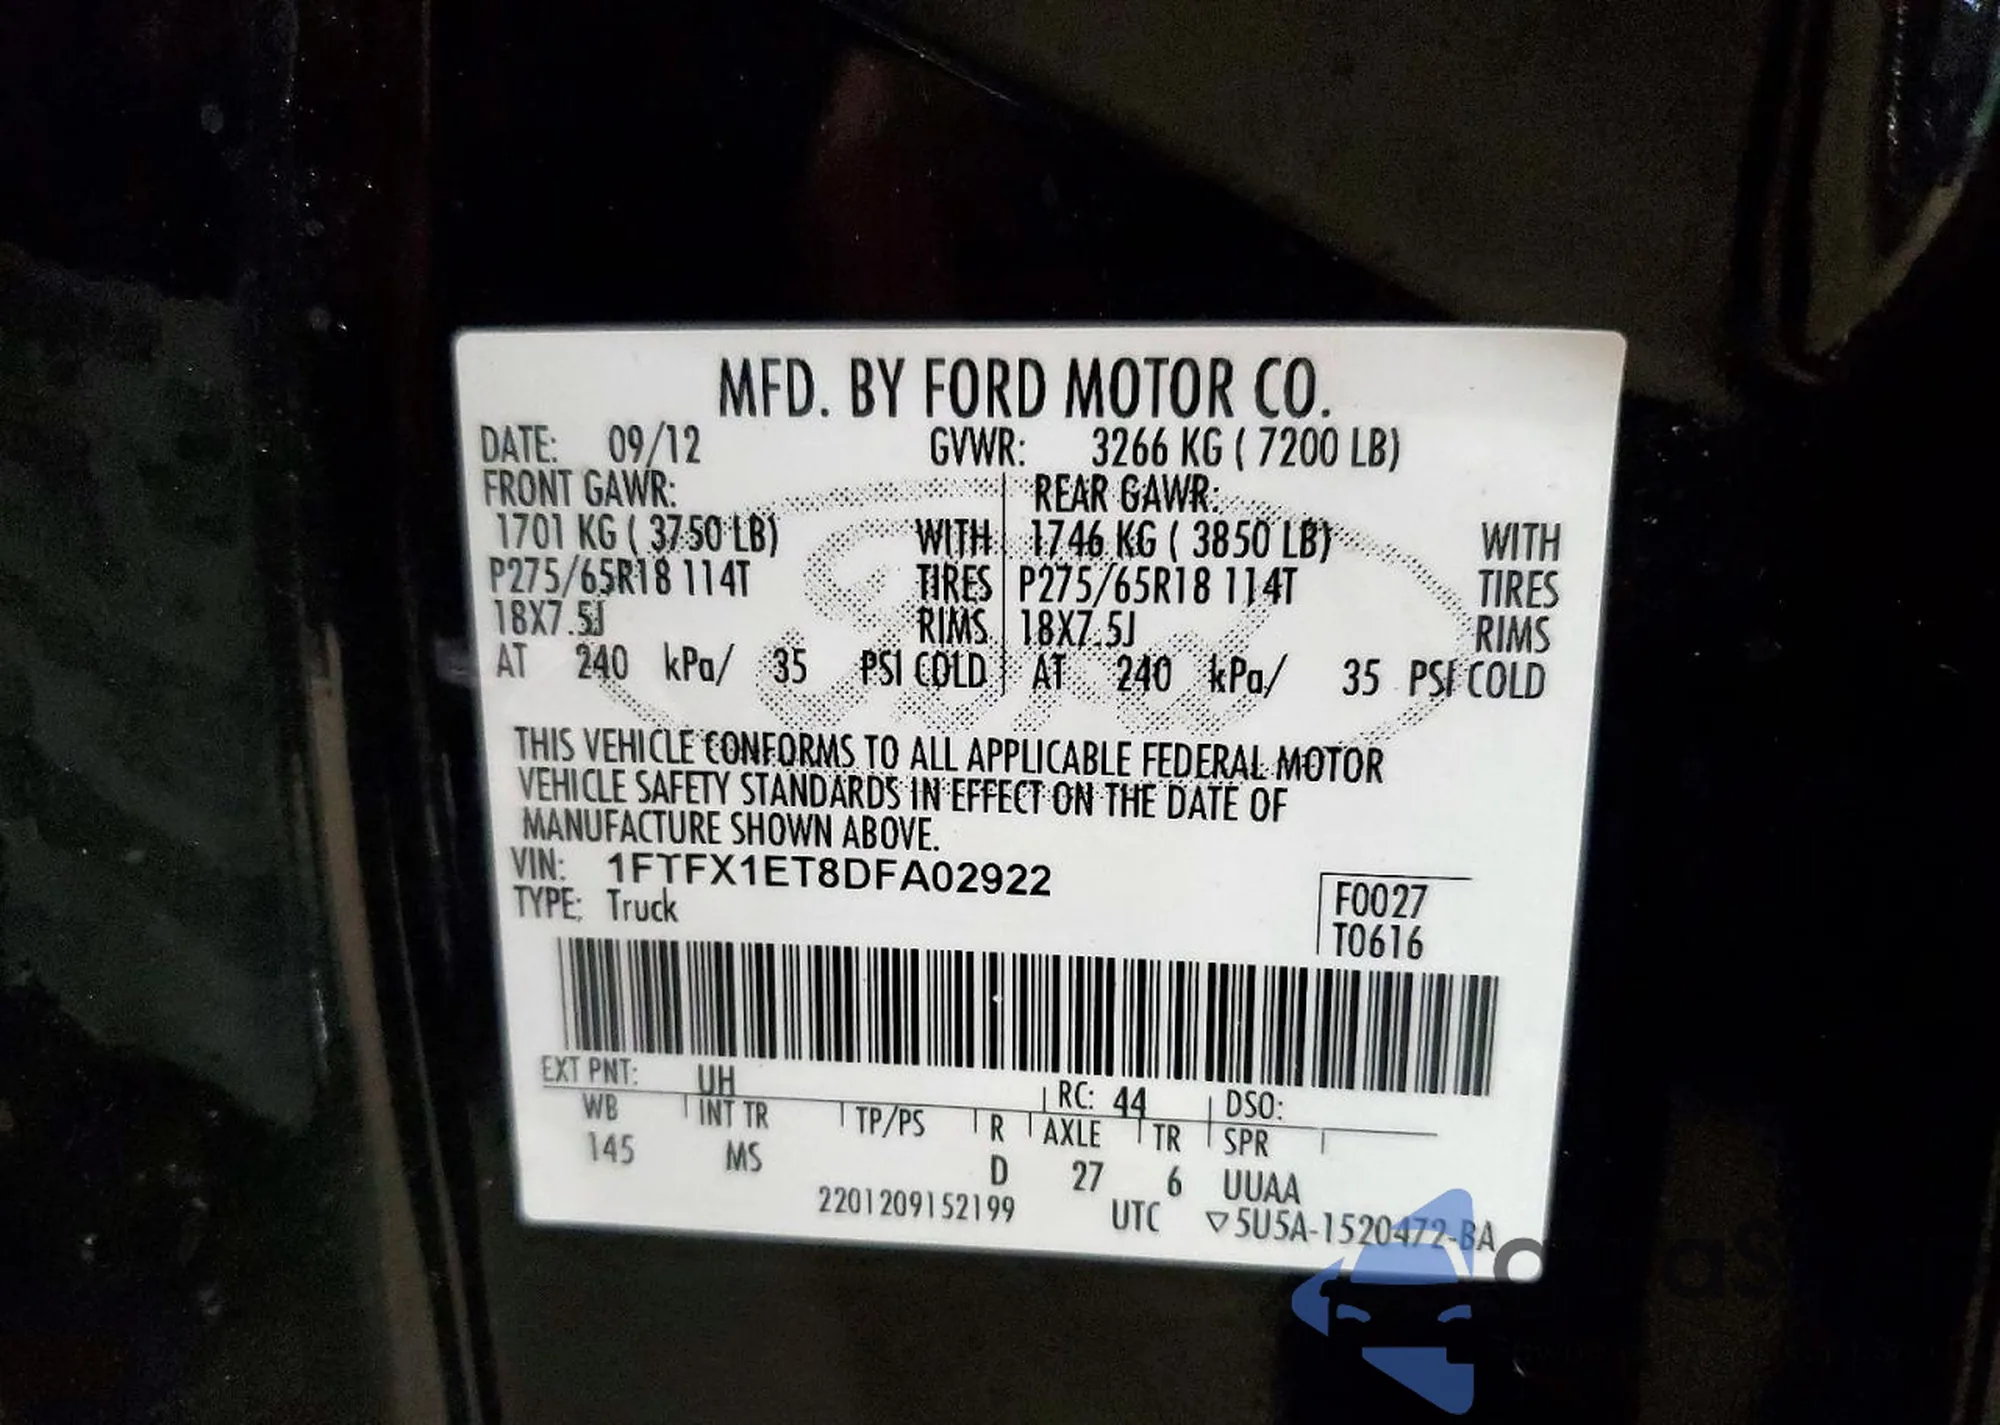 MFD. BY FORD MOTOR CO.
DATE: 09/12 GVWR: 3266 KG ( 7200 LB)
FRONT GAWR: REAR GAWR:
1701 KG ( 3750 LB) WITH 1746 KG ( 3850 LB) WITH
P275/65R18 114T TIRES P275/65R18 114T TIRES
18X7.5J RIMS 18X7.5J RIMS
AT 240 kPa/ 35 PSI COLD AT 240 kPa/ 35 PSI COLD
THIS VEHICLE CONFORMS TO ALL APPLICABLE FEDERAL MOTOR
VEHICLE SAFETY STANDARDS IN EFFECT ON THE DATE OF
MANUFACTURE SHOWN ABOVE.
VIN: 1FTFX1ET8DFA02922
TYPE: Truck
F0027
T0616
EXT PNT: UH RC: 44 DSO:
WB INT TR TP/PS R AXLE TR SPR
145 MS D 27 6 UUAA
2201209152199 UTC ▽5U5A-1520472-BA